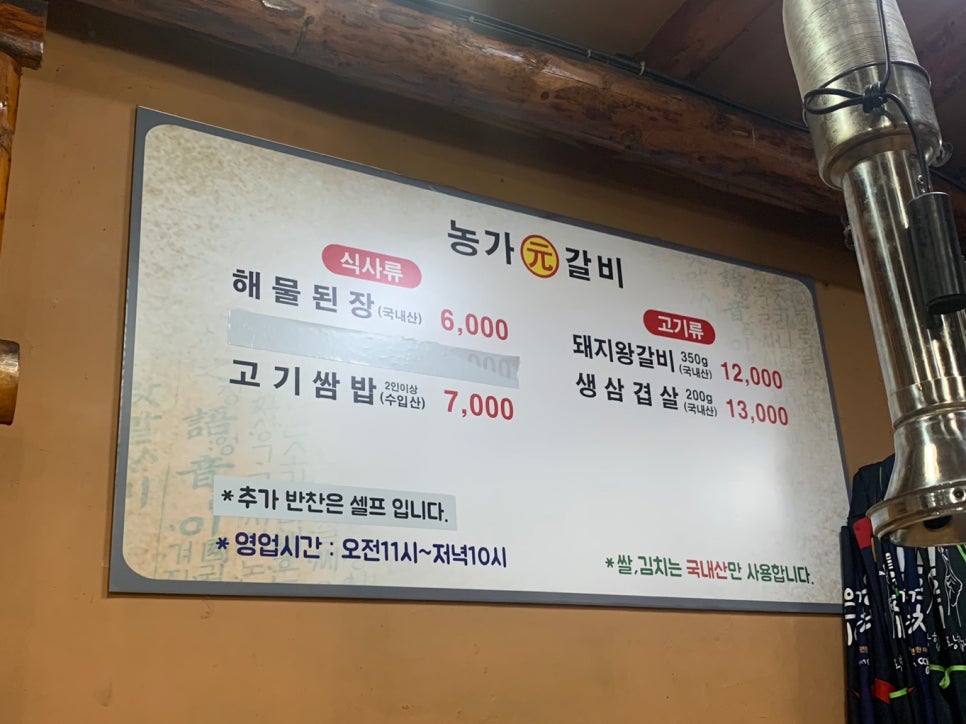 농가 元 갈비
식사류
해물된장 (국내산) 6,000
고기쌈밥 2인이상 (수입산) 7,000
고기류
돼지왕갈비 350g (국내산) 12,000
생삼겹살 200g (국내산) 13,000
*추가 반찬은 셀프 입니다.
* 영업시간 : 오전11시~저녁10시
*쌀,김치는 국내산만 사용합니다.